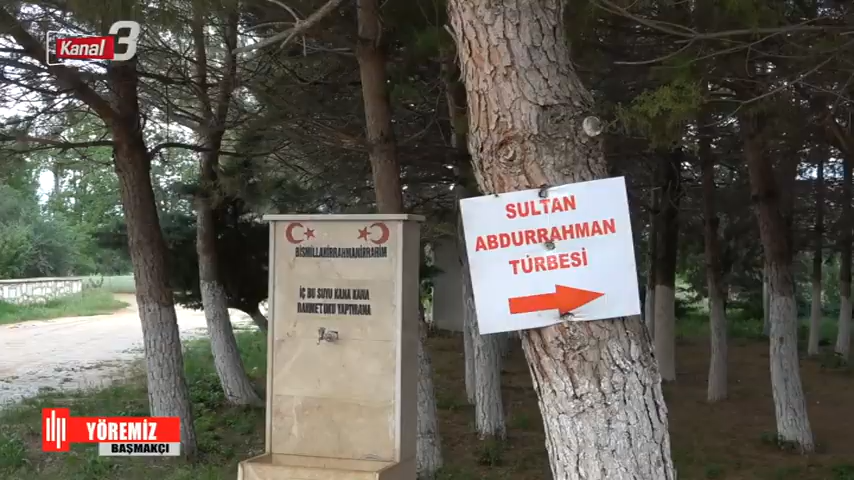 Kanal 3
BİSMİLLAHİRRAHMANİRRAHİM
İÇ BU SUYU KANA KANA
RAHMET OKU YAPTIRANA
SULTAN
ABDURRAHMAN
TÜRBESİ
YÖREMİZ
BAŞMAKÇI